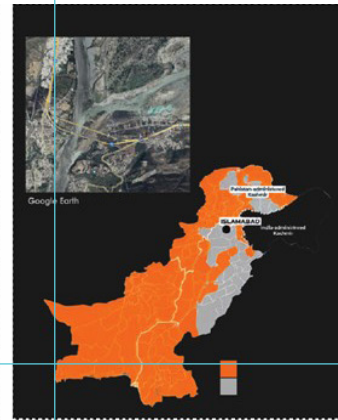 Google Earth
Pakistan administered
Kashmir
ISLAMABAD
India administered
Kashmir